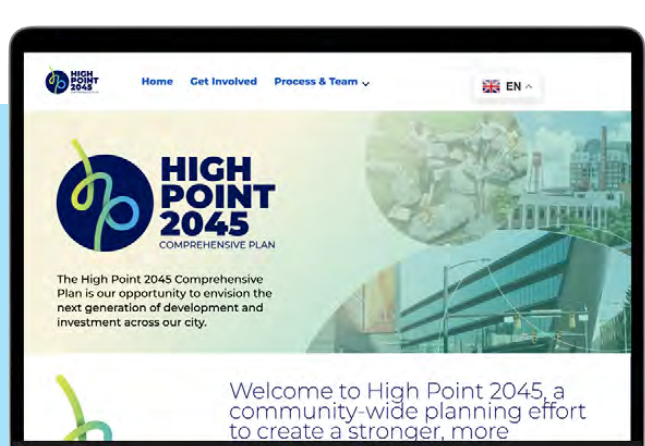 HIGH
POINT
2045
COMPREHENSIVE PLAN
Home Get Involved Process & Team
EN
HIGH
POINT
2045
COMPREHENSIVE PLAN
The High Point 2045 Comprehensive
Plan is our opportunity to envision the
next generation of development and
investment across our city.
Welcome to High Point 2045, a
community-wide planning effort
to create a stronger, more